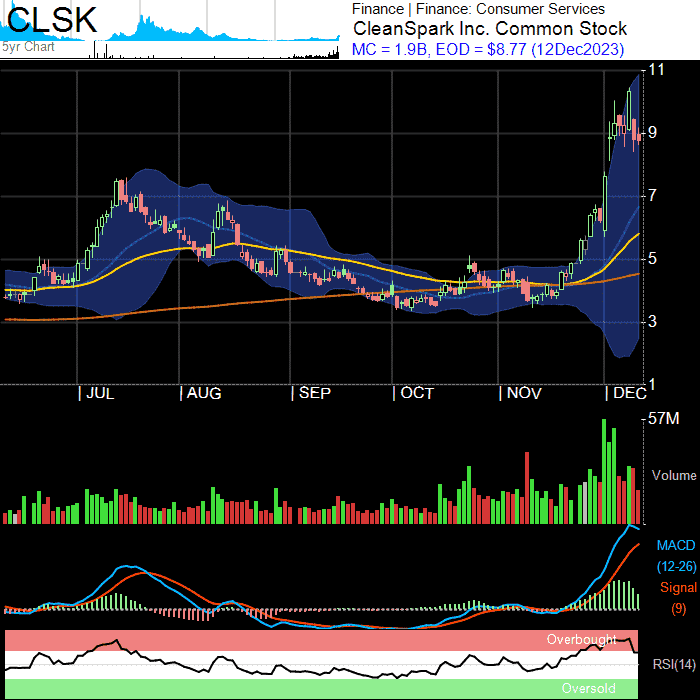 CLSK
5yr Chart
Finance | Finance: Consumer Services
CleanSpark Inc. Common Stock
MC = 1.9B, EOD = $8.77 (12Dec2023)
11
9
7
5
3
1
| JUL | AUG | SEP | OCT | NOV | DEC
57M
Volume
MACD
(12-26)
Signal
(9)
Overbought
RSI(14)
Oversold